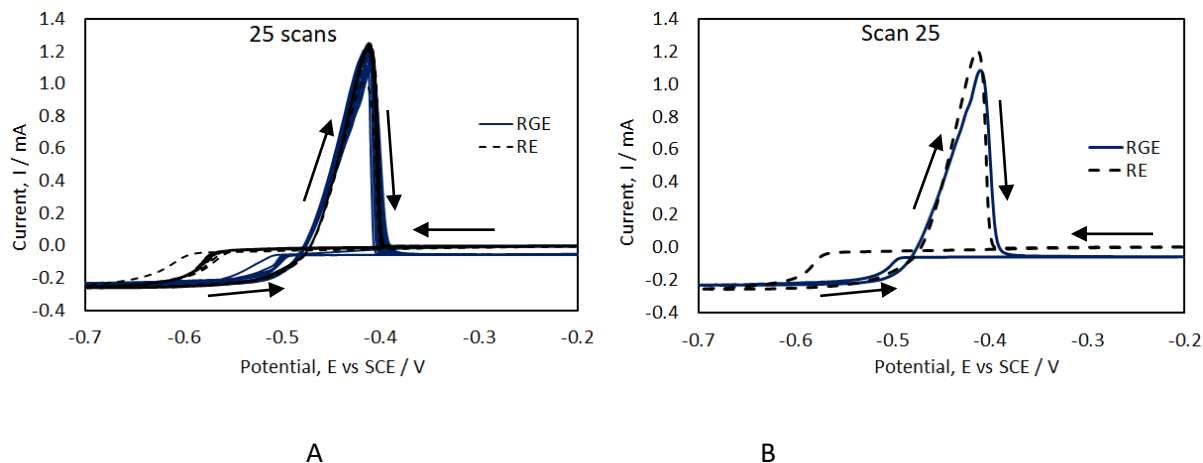 25 scans
Current, I / mA
1.4
1.2
1.0
0.8
0.6
0.4
0.2
0.0
-0.2
-0.4
RGE
RE
-0.7 -0.6 -0.5 -0.4 -0.3 -0.2
Potential, E vs SCE / V
A
Scan 25
Current, I / mA
1.4
1.2
1.0
0.8
0.6
0.4
0.2
0.0
-0.2
-0.4
RGE
RE
-0.7 -0.6 -0.5 -0.4 -0.3 -0.2
Potential, E vs SCE / V
B